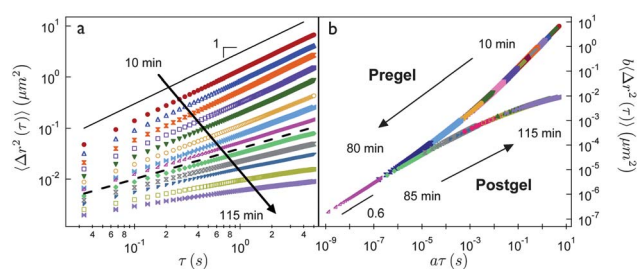 a
1
10 min
115 min
⟨Δr² (τ)⟩ (μm²)
10¹
10⁰
10⁻¹
10⁻²
4 6 8 2 4 6 8 2 4
10⁻¹ 10⁰
τ (s)
b
10 min
Pregel
80 min
115 min
Postgel
85 min
0.6
10⁻⁹ 10⁻⁷ 10⁻⁵ 10⁻³ 10⁻¹ 10¹
aτ (s)
10¹
10⁰
10⁻¹
10⁻²
10⁻³
10⁻⁴
10⁻⁵
10⁻⁶
10⁻⁷
b⟨Δr² (τ)⟩ (μm²)